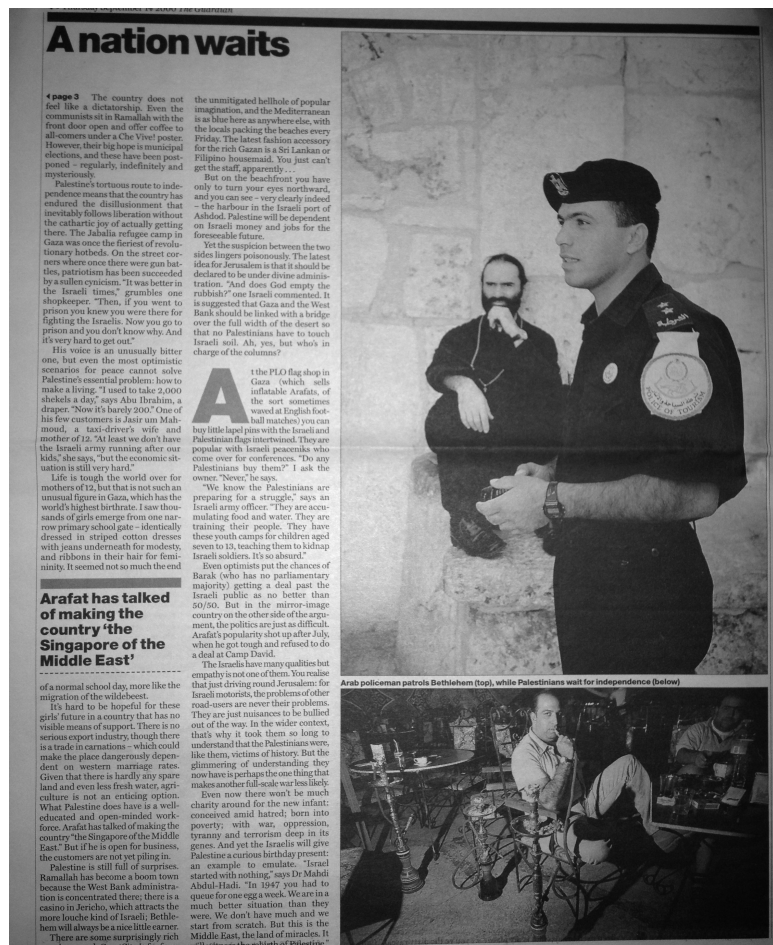 Thursday September 14 2000 The Guardian
A nation waits
◂ page 3 The country does not
feel like a dictatorship. Even the
communists sit in Ramallah with the
front door open and offer coffee to
all-comers under a Che Vive! poster.
However, their big hope is municipal
elections, and these have been post-
poned – regularly, indefinitely and
mysteriously.
Palestine's tortuous route to inde-
pendence means that the country has
endured the disillusionment that
inevitably follows liberation without
the cathartic joy of actually getting
there. The Jabalia refugee camp in
Gaza was once the fieriest of revolu-
tionary hotbeds. On the street cor-
ners where once there were gun bat-
tles, patriotism has been succeeded
by a sullen cynicism. "It was better in
the Israeli times," grumbles one
shopkeeper. "Then, if you went to
prison you knew you were there for
fighting the Israelis. Now you go to
prison and you don't know why. And
it's very hard to get out."
His voice is an unusually bitter
one, but even the most optimistic
scenarios for peace cannot solve
Palestine's essential problem: how to
make a living. "I used to take 2,000
shekels a day," says Abu Ibrahim, a
draper. "Now it's barely 200." One of
his few customers is Jasir um Mah-
moud, a taxi-driver's wife and
mother of 12. "At least we don't have
the Israeli army running after our
kids," she says, "but the economic sit-
uation is still very hard."
Life is tough the world over for
mothers of 12, but that is not such an
unusual figure in Gaza, which has the
world's highest birthrate. I saw thou-
sands of girls emerge from one nar-
row primary school gate – identically
dressed in striped cotton dresses
with jeans underneath for modesty,
and ribbons in their hair for femi-
ninity. It seemed not so much the end
Arafat has talked
of making the
country 'the
Singapore of the
Middle East'
of a normal school day, more like the
migration of the wildebeest.
It's hard to be hopeful for these
girls' future in a country that has no
visible means of support. There is no
serious export industry, though there
is a trade in carnations – which could
make the place dangerously depen-
dent on western marriage rates.
Given that there is hardly any spare
land and even less fresh water, agri-
culture is not an enticing option.
What Palestine does have is a well-
educated and open-minded work-
force. Arafat has talked of making the
country "the Singapore of the Middle
East." But if he is open for business,
the customers are not yet piling in.
Palestine is still full of surprises.
Ramallah has become a boom town
because the West Bank administra-
tion is concentrated there; there is a
casino in Jericho, which attracts the
more louche kind of Israeli; Bethle-
hem will always be a nice little earner.
There are some surprisingly rich
the unmitigated hellhole of popular
imagination, and the Mediterranean
is as blue here as anywhere else, with
the locals packing the beaches every
Friday. The latest fashion accessory
for the rich Gazan is a Sri Lankan or
Filipino housemaid. You just can't
get the staff, apparently . . .
But on the beachfront you have
only to turn your eyes northward,
and you can see – very clearly indeed
– the harbour in the Israeli port of
Ashdod. Palestine will be dependent
on Israeli money and jobs for the
foreseeable future.
Yet the suspicion between the two
sides lingers poisonously. The latest
idea for Jerusalem is that it should be
declared to be under divine adminis-
tration. "And does God empty the
rubbish?" one Israeli commented. It
is suggested that Gaza and the West
Bank should be linked with a bridge
over the full width of the desert so
that no Palestinians have to touch
Israeli soil. Ah, yes, but who's in
charge of the columns?
At the PLO flag shop in
Gaza (which sells
inflatable Arafats, of
the sort sometimes
waved at English foot-
ball matches) you can
buy little lapel pins with the Israeli and
Palestinian flags intertwined. They are
popular with Israeli peaceniks who
come over for conferences. "Do any
Palestinians buy them?" I ask the
owner. "Never," he says.
"We know the Palestinians are
preparing for a struggle," says an
Israeli army officer. "They are accu-
mulating food and water. They are
training their people. They have
these youth camps for children aged
seven to 13, teaching them to kidnap
Israeli soldiers. It's so absurd."
Even optimists put the chances of
Barak (who has no parliamentary
majority) getting a deal past the
Israeli public as no better than
50/50. But in the mirror-image
country on the other side of the argu-
ment, the politics are just as difficult.
Arafat's popularity shot up after July,
when he got tough and refused to do
a deal at Camp David.
The Israelis have many qualities but
empathy is not one of them. You realise
that just driving round Jerusalem: for
Israeli motorists, the problems of other
road-users are never their problems.
They are just nuisances to be bullied
out of the way. In the wider context,
that's why it took them so long to
understand that the Palestinians were,
like them, victims of history. But the
glimmering of understanding they
now have is perhaps the one thing that
makes another full-scale war less likely.
Even now there won't be much
charity around for the new infant:
conceived amid hatred; born into
poverty; with war, oppression,
tyranny and terrorism deep in its
genes. And yet the Israelis will give
Palestine a curious birthday present:
an example to emulate. "Israel
started with nothing," says Dr Mahdi
Abdul-Hadi. "In 1947 you had to
queue for one egg a week. We are in a
much better situation than they
were. We don't have much and we
start from scratch. But this is the
Middle East, the land of miracles. It
POLICE OF TOURISM
Arab policeman patrols Bethlehem (top), while Palestinians wait for independence (below)